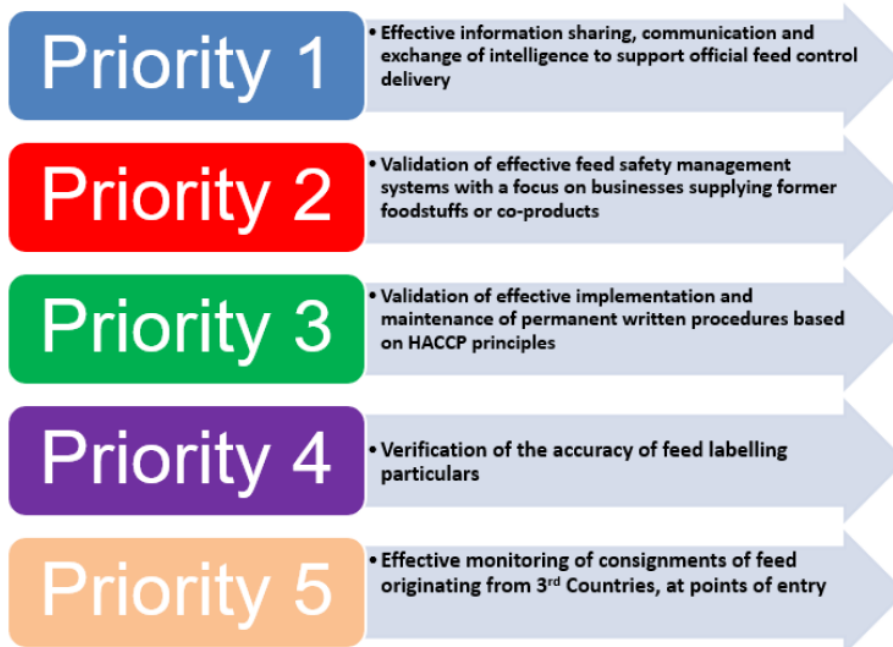 Priority 1
• Effective information sharing, communication and
exchange of intelligence to support official feed control
delivery
Priority 2
• Validation of effective feed safety management
systems with a focus on businesses supplying former
foodstuffs or co-products
Priority 3
• Validation of effective implementation and
maintenance of permanent written procedures based
on HACCP principles
Priority 4
• Verification of the accuracy of feed labelling
particulars
Priority 5
• Effective monitoring of consignments of feed
originating from 3rd Countries, at points of entry